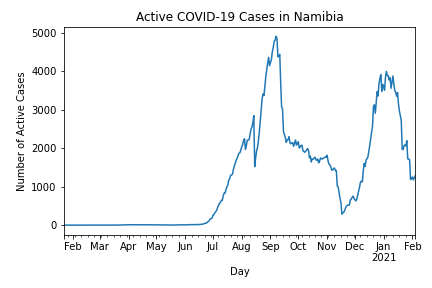 Active COVID-19 Cases in Namibia
Number of Active Cases
5000
4000
3000
2000
1000
0
Feb Mar Apr May Jun Jul Aug Sep Oct Nov Dec Jan Feb
2021
Day